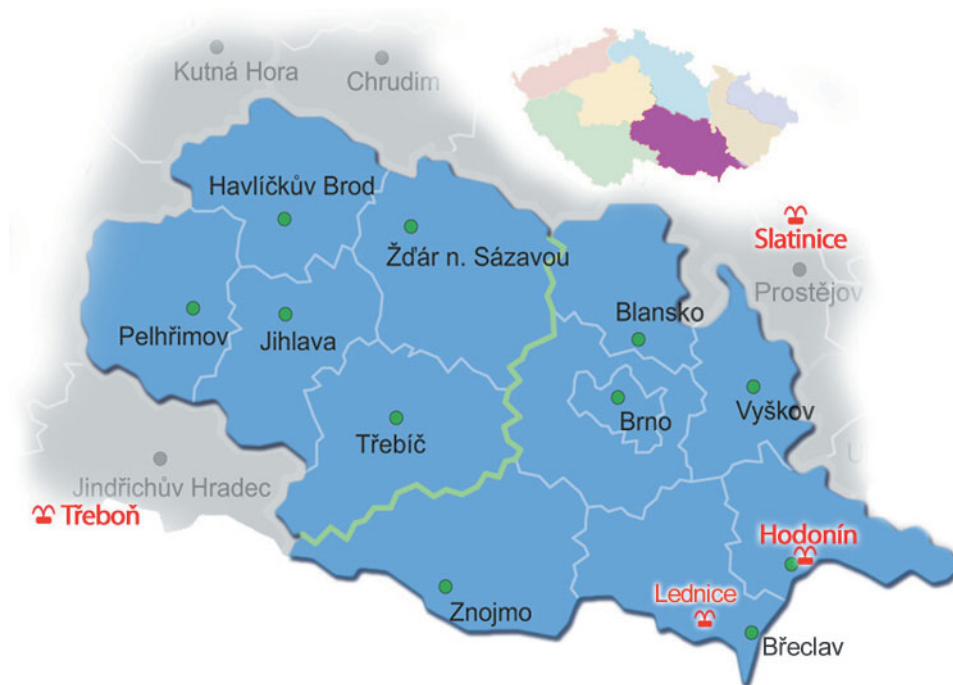 Kutná Hora
Chrudim
Havlíčkův Brod
Slatinice
Žďár n. Sázavou
Prostějov
Blansko
Pelhřimov
Jihlava
Vyškov
Brno
Třebíč
Jindřichův Hradec
Třeboň
Hodonín
Lednice
Znojmo
Břeclav